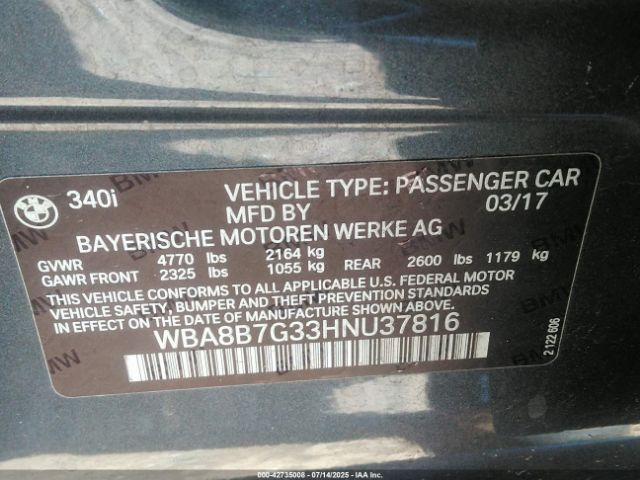 BMW
340i
VEHICLE TYPE: PASSENGER CAR
MFD BY 03/17
BAYERISCHE MOTOREN WERKE AG
GVWR 4770 lbs 2164 kg
GAWR FRONT 2325 lbs 1055 kg REAR 2600 lbs 1179 kg
THIS VEHICLE CONFORMS TO ALL APPLICABLE U.S. FEDERAL MOTOR
VEHICLE SAFETY, BUMPER AND THEFT PREVENTION STANDARDS
IN EFFECT ON THE DATE OF MANUFACTURE SHOWN ABOVE.
WBA8B7G33HNU37816
2 122 606
000-42735008 - 07/14/2025 - IAA, Inc.